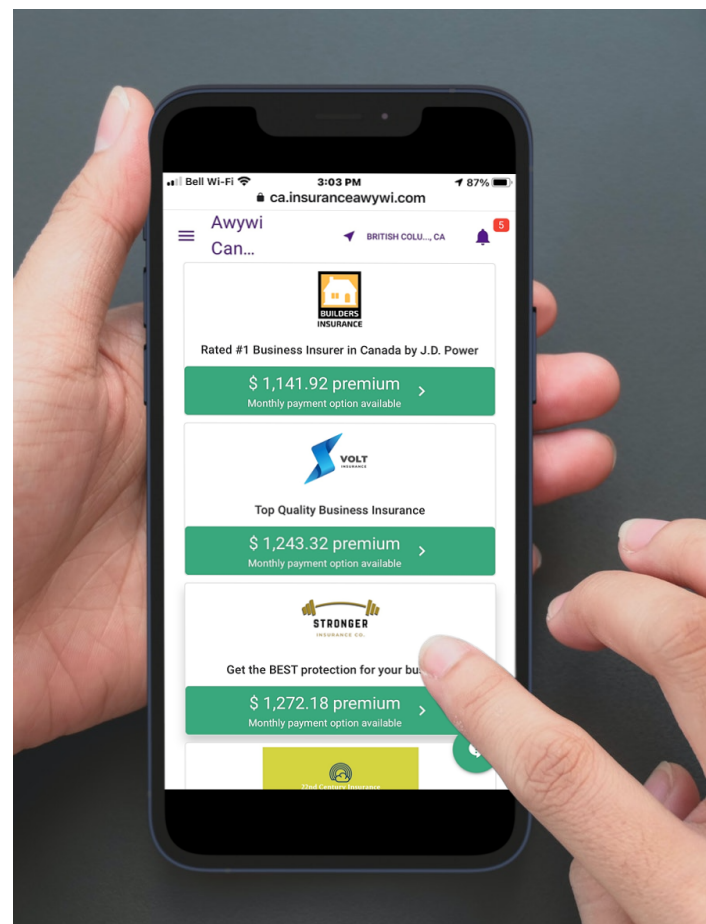 Bell Wi-Fi 3:03 PM 87%
ca.insuranceawywi.com
Awywi
Can...
BRITISH COLU..., CA
5
BUILDERS
INSURANCE
Rated #1 Business Insurer in Canada by J.D. Power
$ 1,141.92 premium
Monthly payment option available
VOLT
INSURANCE
Top Quality Business Insurance
$ 1,243.32 premium
Monthly payment option available
STRONGER
INSURANCE CO.
Get the BEST protection for your
$ 1,272.18 premium
Monthly payment option available
22nd Century Insurance